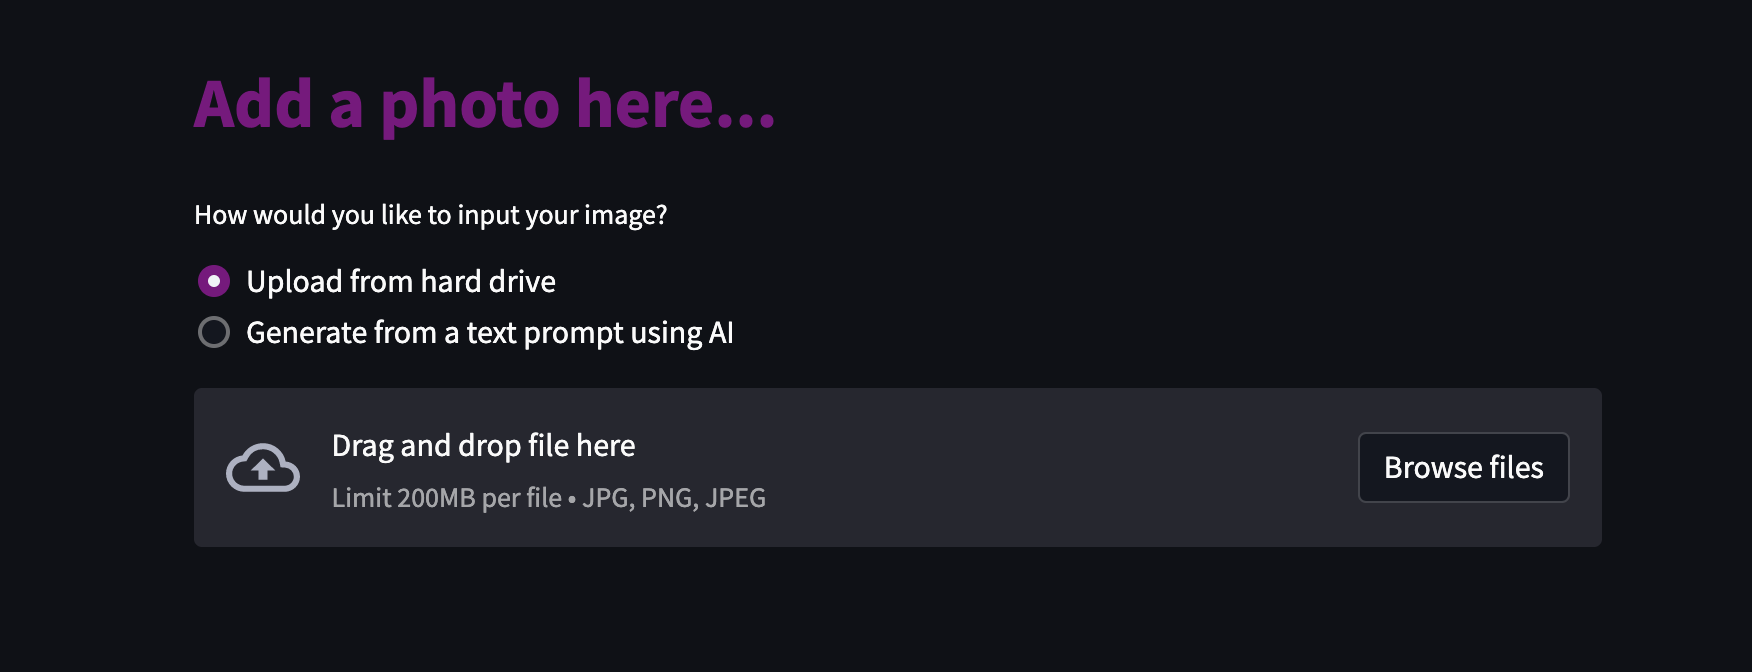 Add a photo here...
How would you like to input your image?
Upload from hard drive
Generate from a text prompt using AI
Drag and drop file here
Limit 200MB per file • JPG, PNG, JPEG
Browse files